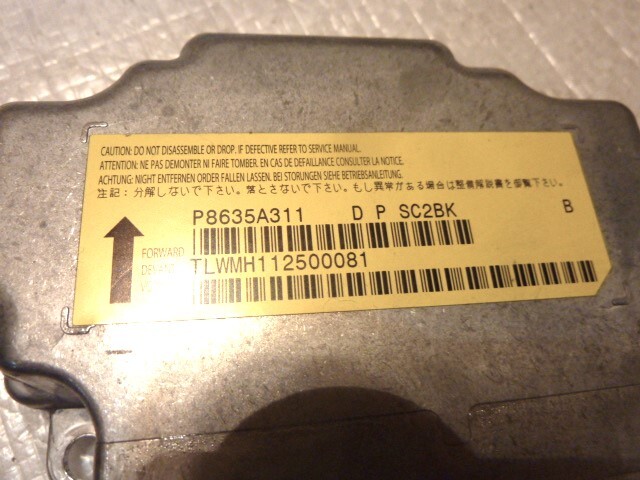 CAUTION: DO NOT DISASSEMBLE OR DROP. IF DEFECTIVE REFER TO SERVICE MANUAL.
ATTENTION: NE PAS DEMONTER NI FAIRE TOMBER. EN CAS DE DEFAILLANCE CONSULTER LA NOTICE.
ACHTUNG: NICHT ENTFERNEN ORDER FALLEN LASSEN. BEI STORUNGEN SIEHE BETRIEBSANLEITUNG.
注記：分解しないで下さい。落とさないで下さい。もし異常がある場合は整備解説書を御覧下さい。
P8635A311 D P SC2BK B
FORWARD
TLWMH112500081